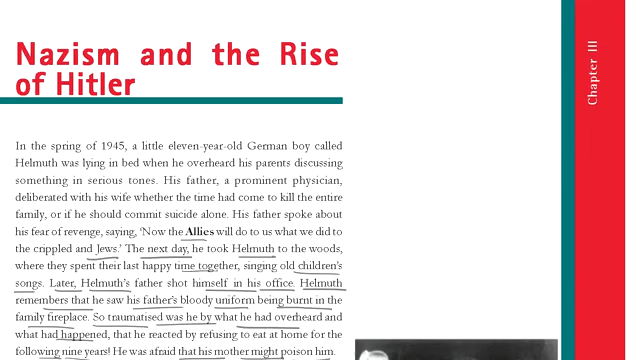 Nazism and the Rise
of Hitler
Chapter III
In the spring of 1945, a little eleven-year-old German boy called
Helmuth was lying in bed when he overheard his parents discussing
something in serious tones. His father, a prominent physician,
deliberated with his wife whether the time had come to kill the entire
family, or if he should commit suicide alone. His father spoke about
his fear of revenge, saying, ‘Now the Allies will do to us what we did to
the crippled and Jews.’ The next day, he took Helmuth to the woods,
where they spent their last happy time together, singing old children’s
songs. Later, Helmuth’s father shot himself in his office. Helmuth
remembers that he saw his father’s bloody uniform being burnt in the
family fireplace. So traumatised was he by what he had overheard and
what had happened, that he reacted by refusing to eat at home for the
following nine years! He was afraid that his mother might poison him.